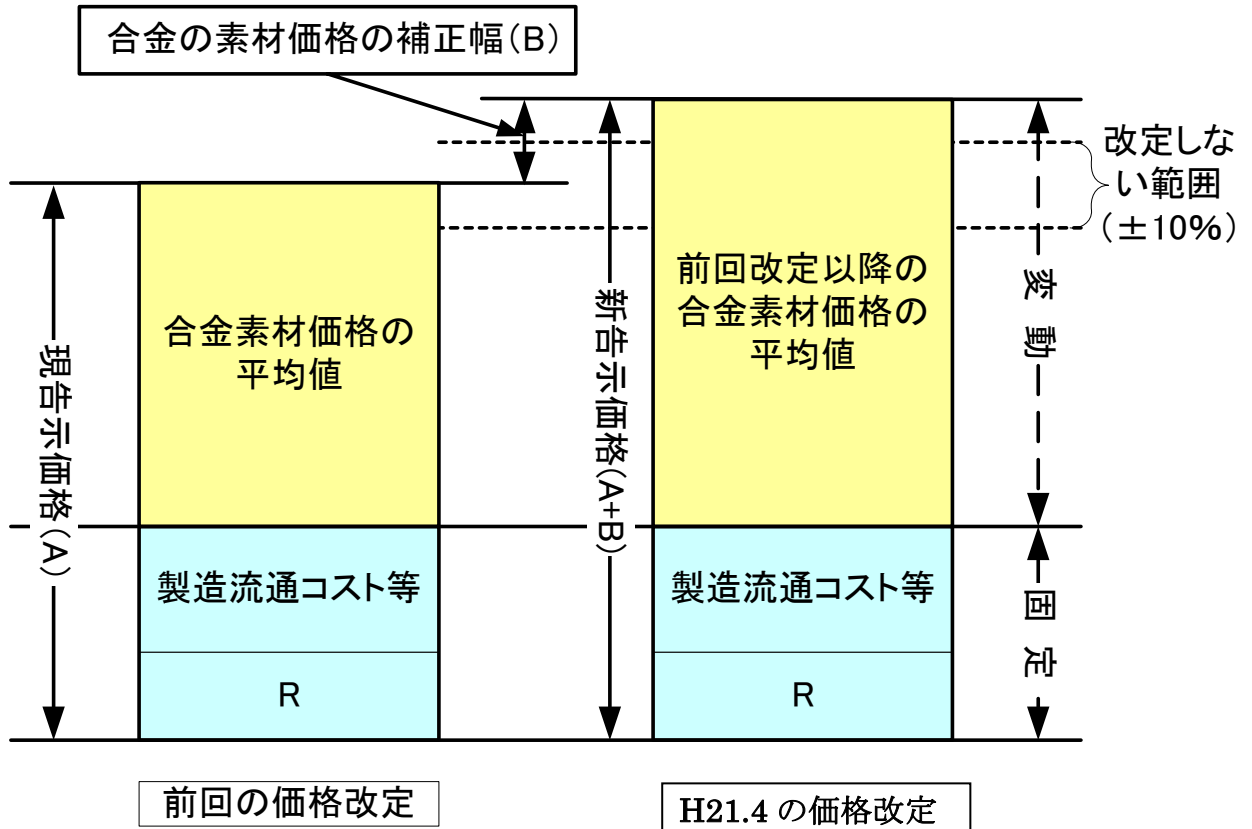 合金の素材価格の補正幅(B)
改定しな
い範囲
(±10%)
現告示価格(A)
合金素材価格の
平均値
新告示価格(A+B)
前回改定以降の
合金素材価格の
平均値
変動
製造流通コスト等
製造流通コスト等
固定
R
R
前回の価格改定
H21.4 の価格改定